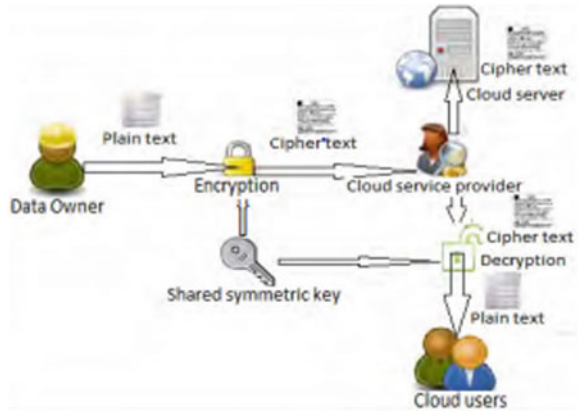 Cipher text
Cloud server
Plain text
Cipher text
Data Owner
Encryption
Cloud service provider
Cipher text
Decryption
Shared symmetric key
Plain text
Cloud users